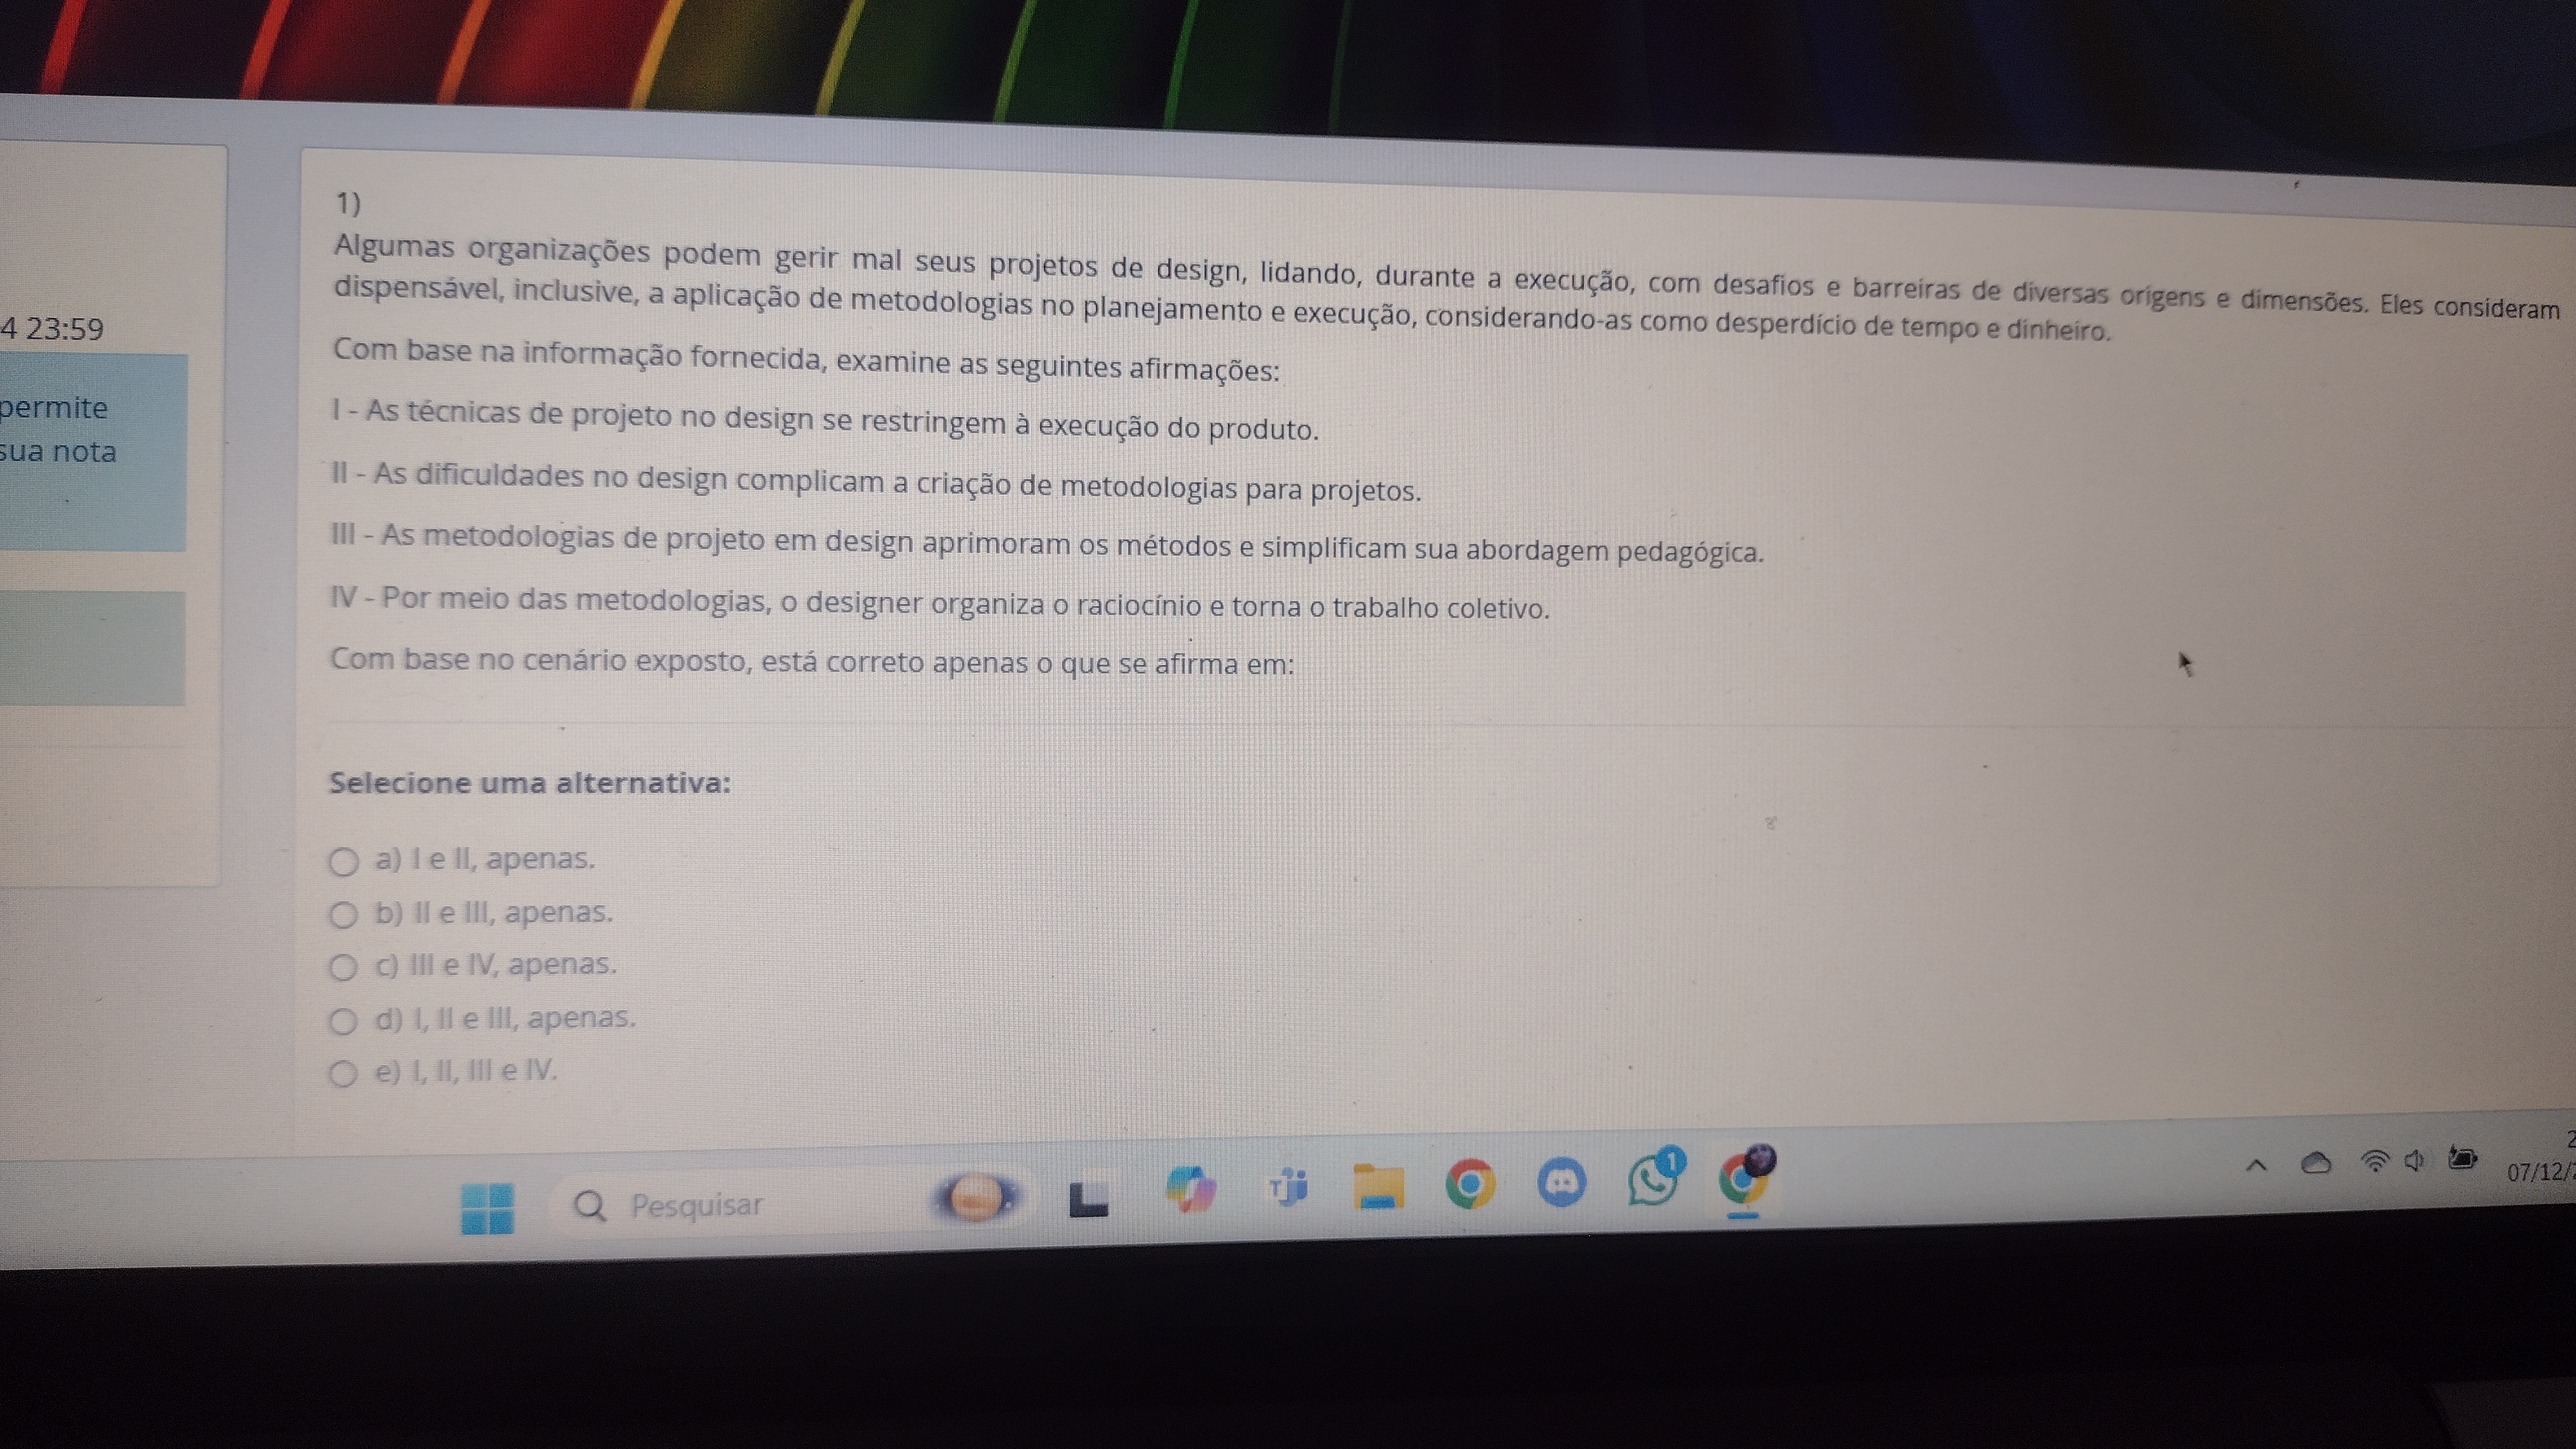 4 23:59
permite
sua nota
1)
Algumas organizações podem gerir mal seus projetos de design, lidando, durante a execução, com desafios e barreiras de diversas origens e dimensões. Eles consideram
dispensável, inclusive, a aplicação de metodologias no planejamento e execução, considerando-as como desperdício de tempo e dinheiro.
Com base na informação fornecida, examine as seguintes afirmações:
I - As técnicas de projeto no design se restringem à execução do produto.
II - As dificuldades no design complicam a criação de metodologias para projetos.
III - As metodologias de projeto em design aprimoram os métodos e simplificam sua abordagem pedagógica.
IV - Por meio das metodologias, o designer organiza o raciocínio e torna o trabalho coletivo.
Com base no cenário exposto, está correto apenas o que se afirma em:
Selecione uma alternativa:
a) I e II, apenas.
b) II e III, apenas.
c) III e IV, apenas.
d) I, II e III, apenas.
e) I, II, III e IV.
Pesquisar
1
07/12/